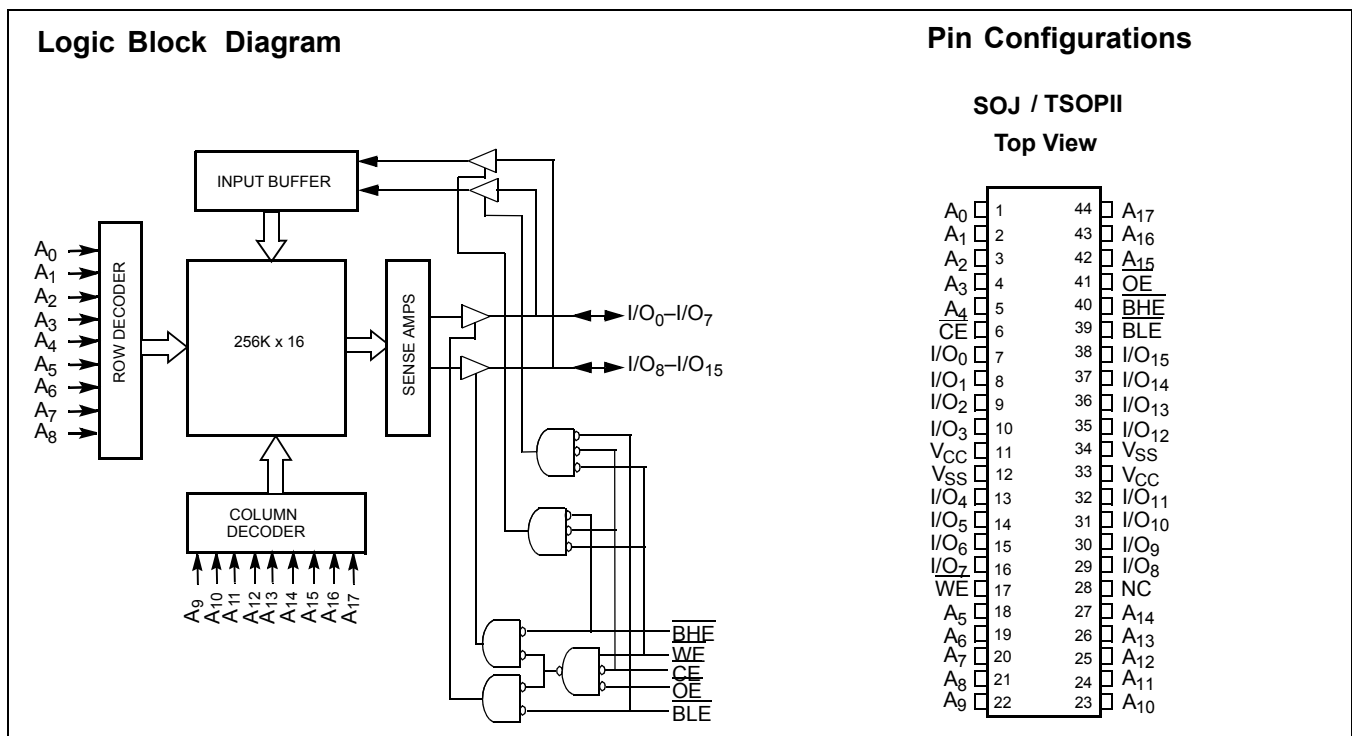 Logic Block Diagram
INPUT BUFFER
A0
A1
A2
A3
A4
A5
A6
A7
A8
ROW DECODER
256K x 16
SENSE AMPS
I/O0–I/O7
I/O8–I/O15
COLUMN
DECODER
A9
A10
A11
A12
A13
A14
A15
A16
A17
BHE
WE
CE
OE
BLE
Pin Configurations
SOJ / TSOPII
Top View
A0 1 44 A17
A1 2 43 A16
A2 3 42 A15
A3 4 41 OE
A4 5 40 BHE
CE 6 39 BLE
I/O0 7 38 I/O15
I/O1 8 37 I/O14
I/O2 9 36 I/O13
I/O3 10 35 I/O12
VCC 11 34 VSS
VSS 12 33 VCC
I/O4 13 32 I/O11
I/O5 14 31 I/O10
I/O6 15 30 I/O9
I/O7 16 29 I/O8
WE 17 28 NC
A5 18 27 A14
A6 19 26 A13
A7 20 25 A12
A8 21 24 A11
A9 22 23 A10